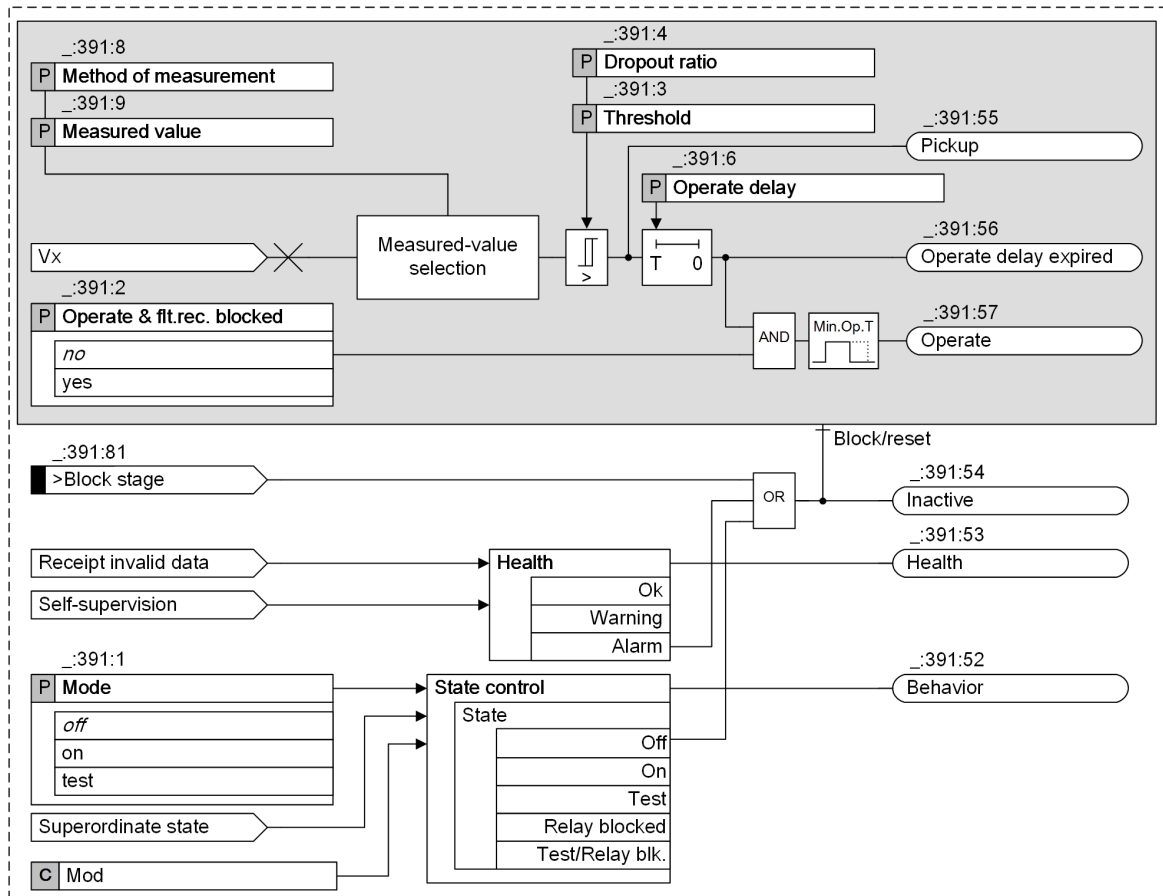 _:391:8
P Method of measurement
_:391:9
P Measured value
_:391:4
P Dropout ratio
_:391:3
P Threshold
_:391:55
Pickup
_:391:6
P Operate delay
Vx
Measured-value
selection
>
T 0
_:391:56
Operate delay expired
_:391:2
P Operate & flt.rec. blocked
no
yes
AND
Min.Op.T
_:391:57
Operate
Block/reset
_:391:81
>Block stage
OR
_:391:54
Inactive
Receipt invalid data
Self-supervision
Health
Ok
Warning
Alarm
_:391:53
Health
_:391:1
P Mode
off
on
test
Superordinate state
C Mod
State control
State
Off
On
Test
Relay blocked
Test/Relay blk.
_:391:52
Behavior